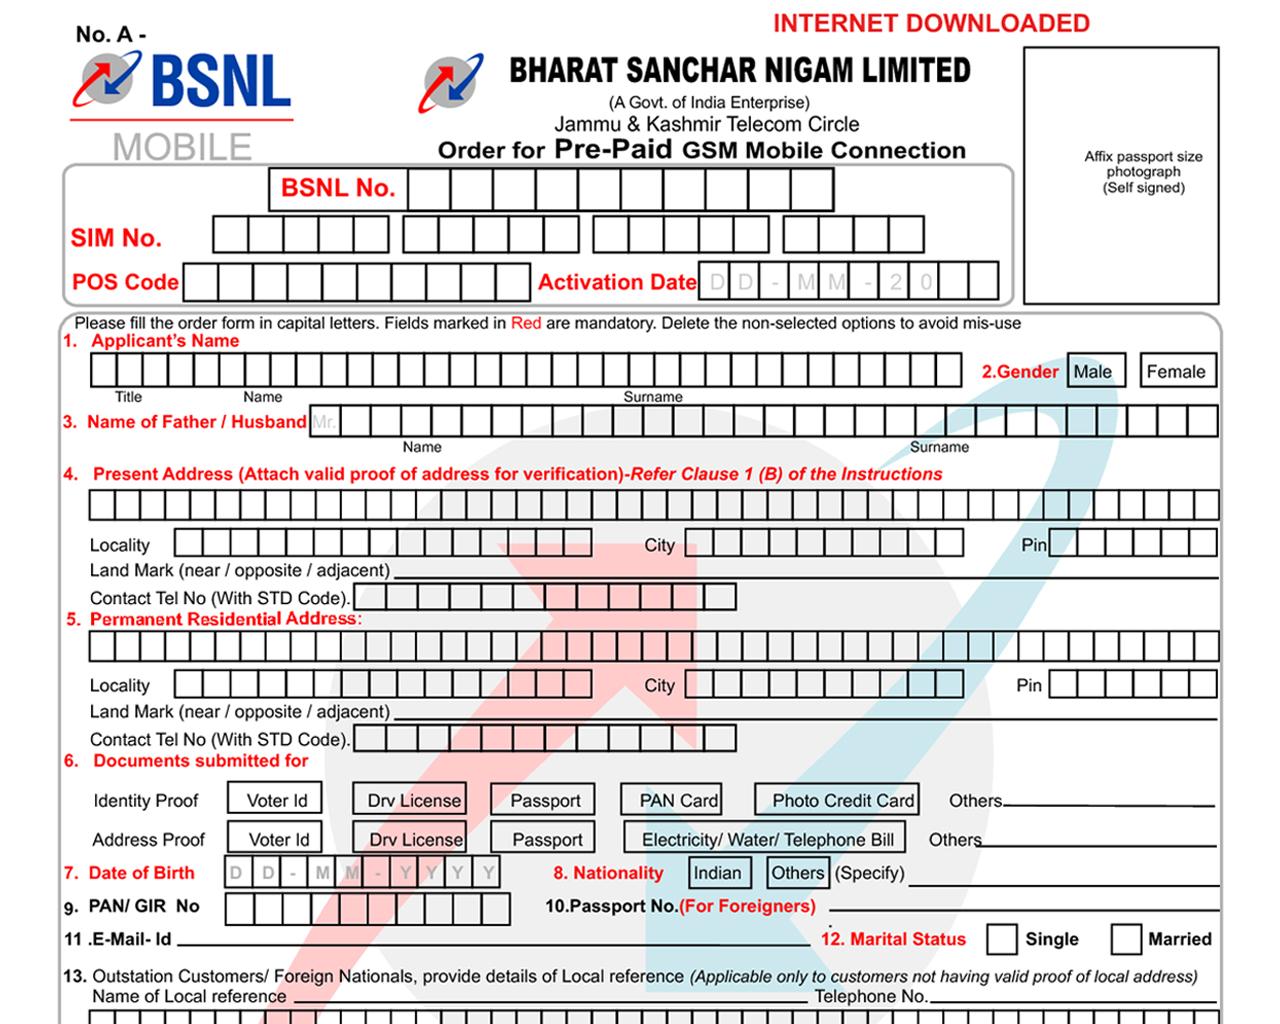 INTERNET DOWNLOADED
No. A -
BSNL
MOBILE
BHARAT SANCHAR NIGAM LIMITED
(A Govt. of India Enterprise)
Jammu & Kashmir Telecom Circle
Order for Pre-Paid GSM Mobile Connection
Affix passport size
photograph
(Self signed)
BSNL No.
SIM No.
POS Code Activation Date DD-MM-20
Please fill the order form in capital letters. Fields marked in Red are mandatory. Delete the non-selected options to avoid mis-use
1. Applicant's Name
2.Gender Male Female
Title Name Surname
3. Name of Father / Husband Mr.
Name Surname
4. Present Address (Attach valid proof of address for verification)-Refer Clause 1 (B) of the Instructions
Locality City Pin
Land Mark (near / opposite / adjacent)
Contact Tel No (With STD Code).
5. Permanent Residential Address:
Locality City Pin
Land Mark (near / opposite / adjacent)
Contact Tel No (With STD Code).
6. Documents submitted for
Identity Proof Voter Id Drv License Passport PAN Card Photo Credit Card Others
Address Proof Voter Id Drv License Passport Electricity/ Water/ Telephone Bill Others
7. Date of Birth DD-MM-YYYY 8. Nationality Indian Others (Specify)
9. PAN/ GIR No 10.Passport No.(For Foreigners)
11 .E-Mail- Id 12. Marital Status Single Married
13. Outstation Customers/ Foreign Nationals, provide details of Local reference (Applicable only to customers not having valid proof of local address)
Name of Local reference Telephone No.